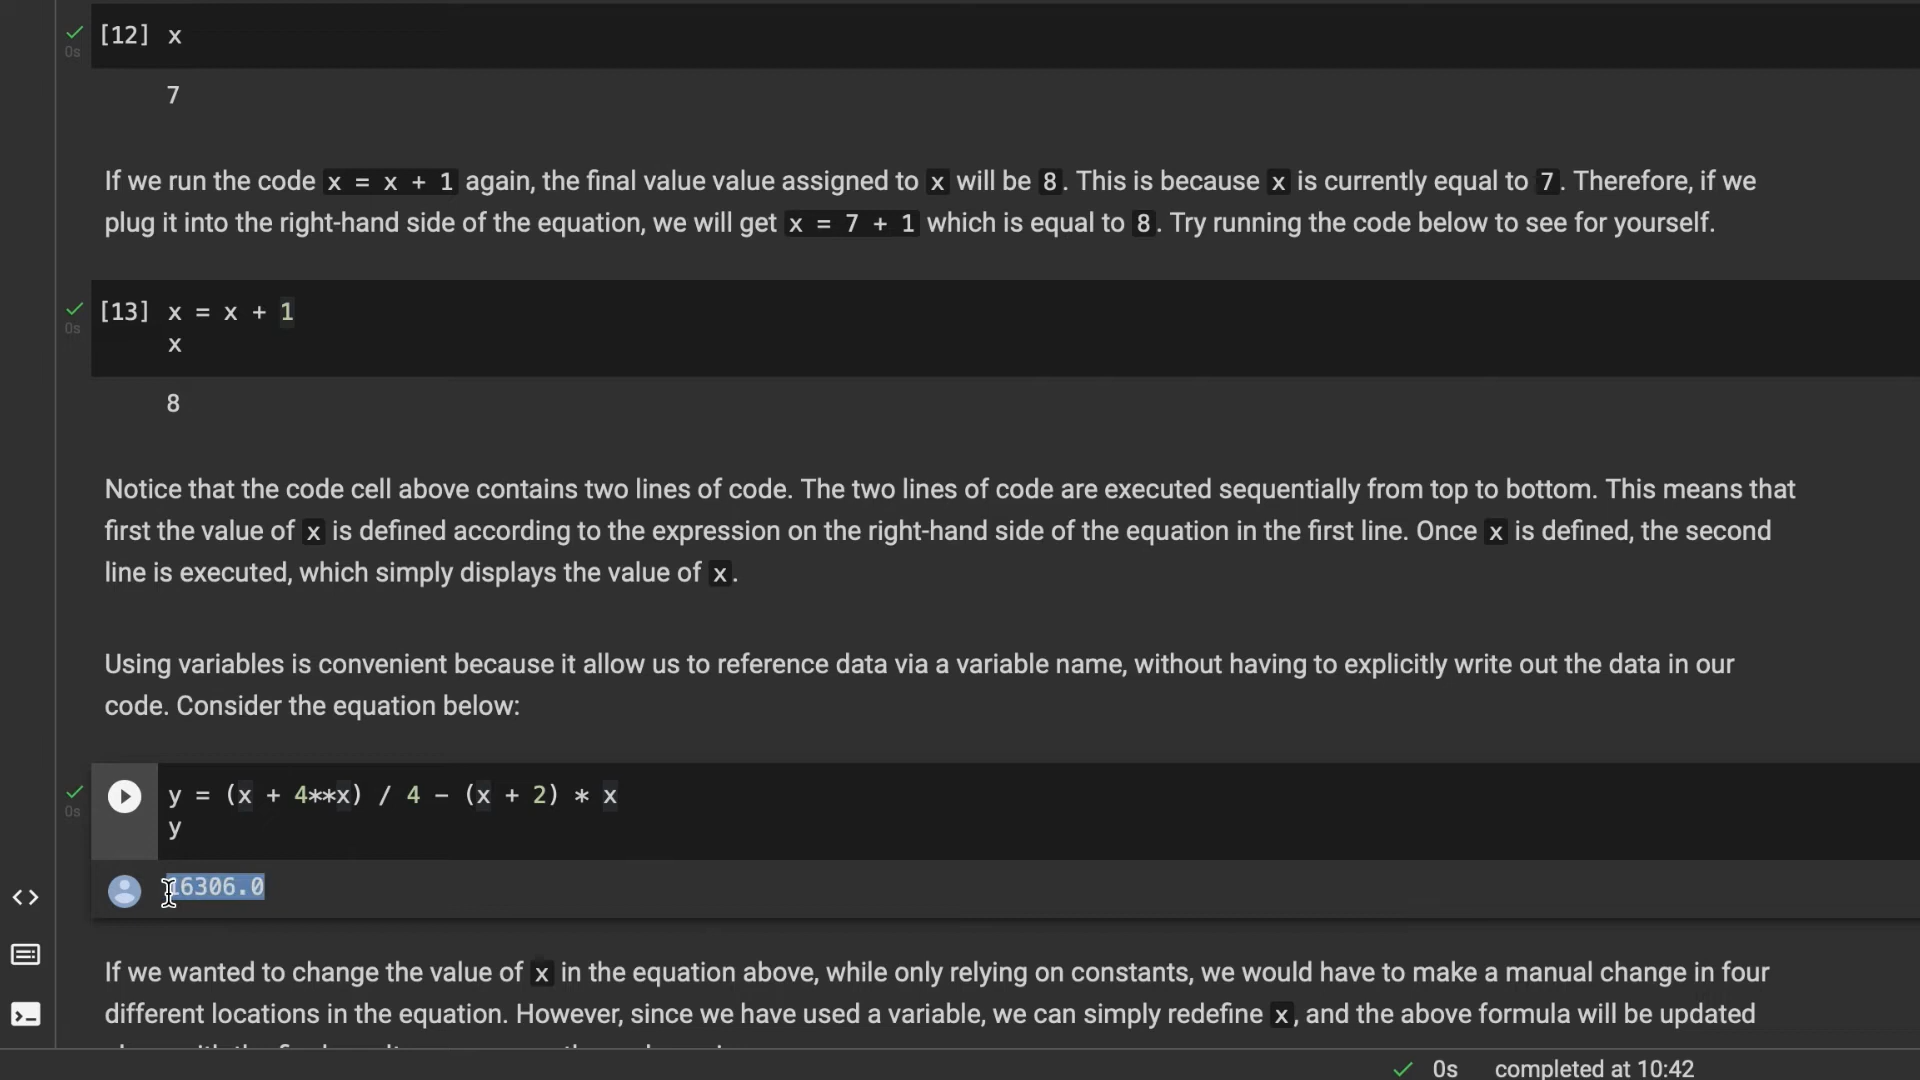 [12] x
0s
7
If we run the code x = x + 1 again, the final value value assigned to x will be 8. This is because x is currently equal to 7. Therefore, if we
plug it into the right-hand side of the equation, we will get x = 7 + 1 which is equal to 8. Try running the code below to see for yourself.
[13] x = x + 1
0s
x
8
Notice that the code cell above contains two lines of code. The two lines of code are executed sequentially from top to bottom. This means that
first the value of x is defined according to the expression on the right-hand side of the equation in the first line. Once x is defined, the second
line is executed, which simply displays the value of x.
Using variables is convenient because it allow us to reference data via a variable name, without having to explicitly write out the data in our
code. Consider the equation below:
y = (x + 4**x) / 4 - (x + 2) * x
0s
y
16306.0
If we wanted to change the value of x in the equation above, while only relying on constants, we would have to make a manual change in four
different locations in the equation. However, since we have used a variable, we can simply redefine x, and the above formula will be updated
0s completed at 10:42